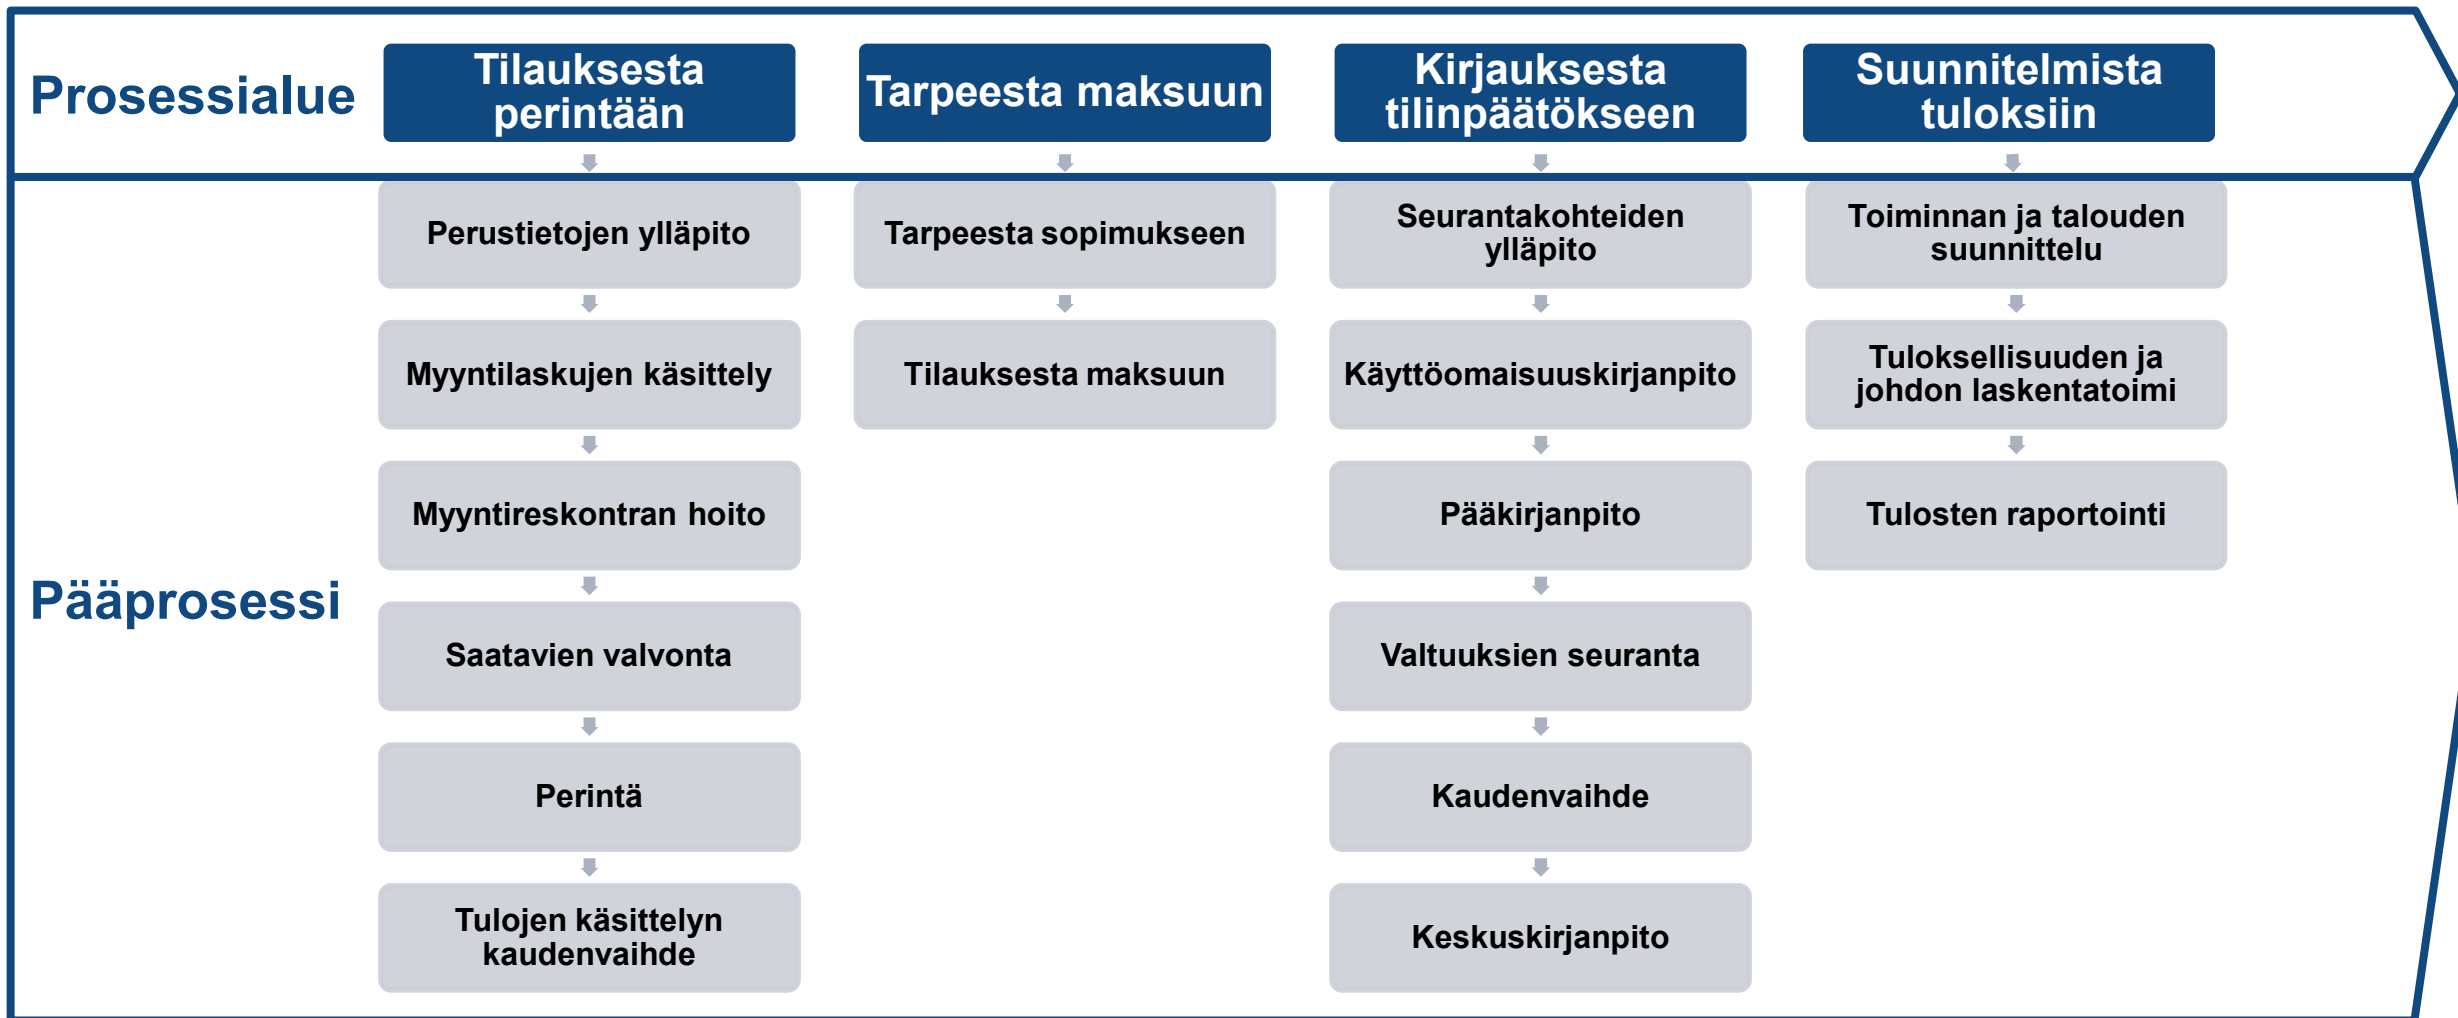 Prosessialue
Tilauksesta
perintään
Tarpeesta maksuun
Kirjauksesta
tilinpäätökseen
Suunnitelmista
tuloksiin
Pääprosessi
Perustietojen ylläpito
Myyntilaskujen käsittely
Myyntireskontran hoito
Saatavien valvonta
Perintä
Tulojen käsittelyn
kaudenvaihde
Tarpeesta sopimukseen
Tilauksesta maksuun
Seurantakohteiden
ylläpito
Käyttöomaisuuskirjanpito
Pääkirjanpito
Valtuuksien seuranta
Kaudenvaihde
Keskuskirjanpito
Toiminnan ja talouden
suunnittelu
Tuloksellisuuden ja
johdon laskentatoimi
Tulosten raportointi